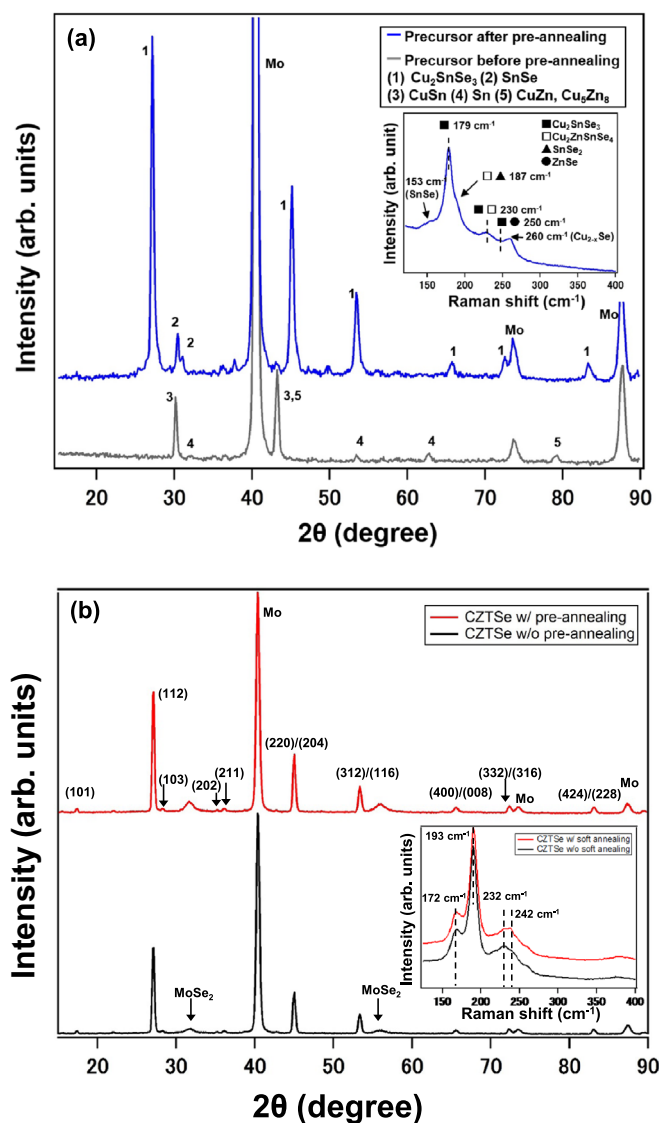 (a)
Intensity (arb. units)
2θ (degree)
20 30 40 50 60 70 80 90
Precursor after pre-annealing
Precursor before pre-annealing
(1) Cu₂SnSe₃ (2) SnSe
(3) CuSn (4) Sn (5) CuZn, Cu₅Zn₈
1
Mo
1
2
2
1
1
1
Mo
1
Mo
3
4
3,5
4
4
5
Intensity (arb. units)
Raman shift (cm⁻¹)
150 200 250 300 350 400
■ 179 cm⁻¹
■ Cu₂SnSe₃
□ Cu₂ZnSnSe₄
▲ SnSe₂
● ZnSe
153 cm⁻¹
(SnSe)
□ ▲ 187 cm⁻¹
■ □ 230 cm⁻¹
■ ● 250 cm⁻¹
260 cm⁻¹ (Cu₂₋ₓSe)
(b)
Intensity (arb. units)
2θ (degree)
20 30 40 50 60 70 80 90
CZTSe w/ pre-annealing
CZTSe w/o pre-annealing
Mo
(101)
(112)
(103)
(202)
(211)
(220)/(204)
(312)/(116)
(400)/(008)
(332)/(316)
Mo
(424)/(228)
Mo
MoSe₂
MoSe₂
Intensity (arb. units)
Raman shift (cm⁻¹)
150 200 250 300 350 400
193 cm⁻¹
172 cm⁻¹
232 cm⁻¹
242 cm⁻¹
CZTSe w/ soft annealing
CZTSe w/o soft annealing